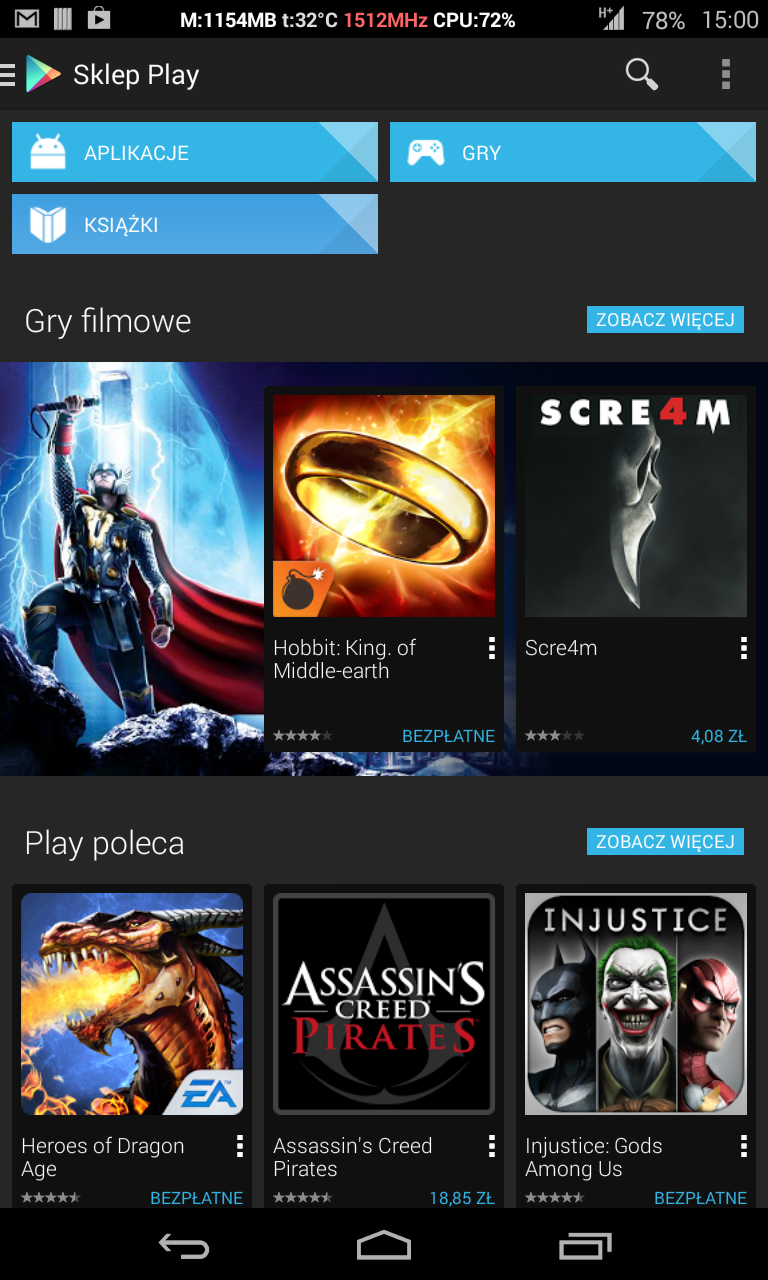 M:1154MB t:32°C 1512MHz CPU:72%
H+
78%
15:00
Sklep Play
APLIKACJE
GRY
KSIĄŻKI
Gry filmowe
ZOBACZ WIĘCEJ
SCRE4M
Hobbit: King. of
Middle-earth
Scre4m
BEZPŁATNE
4,08 ZŁ
Play poleca
ZOBACZ WIĘCEJ
EA™
ASSASSIN'S
CREED
PIRATES
INJUSTICE
Heroes of Dragon
Age
Assassin's Creed
Pirates
Injustice: Gods
Among Us
BEZPŁATNE
18,85 ZŁ
BEZPŁATNE